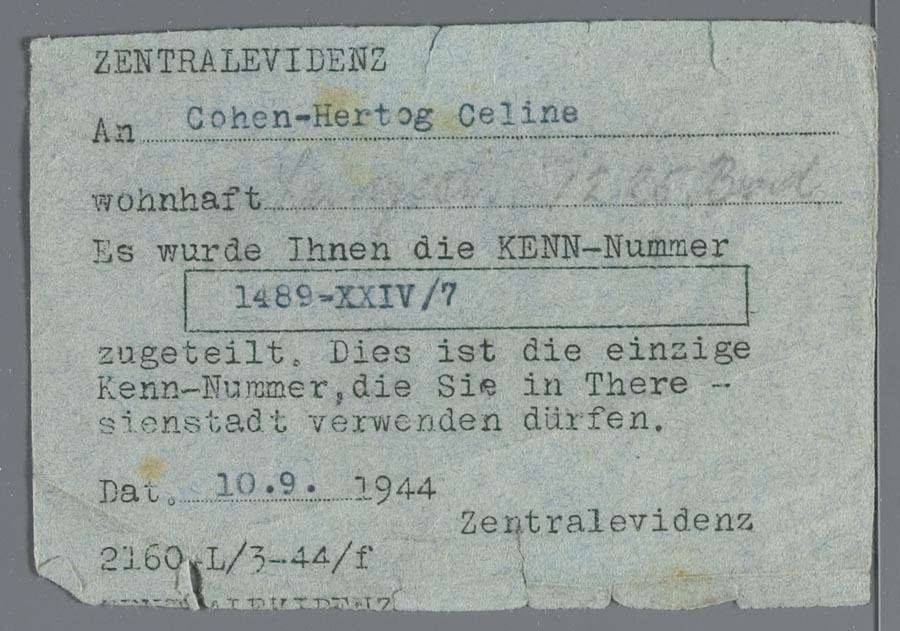 ZENTRALEVIDENZ
An Cohen-Hertog Celine
wohnhaft
Es wurde Ihnen die KENN-Nummer
1489-XXIV/7
zugeteilt. Dies ist die einzige
Kenn-Nummer,die Sie in There -
sienstadt verwenden dürfen.
Dat. 10.9. 1944
Zentralevidenz
2160-L/3-44/f
ZENTRALEVIDENZ